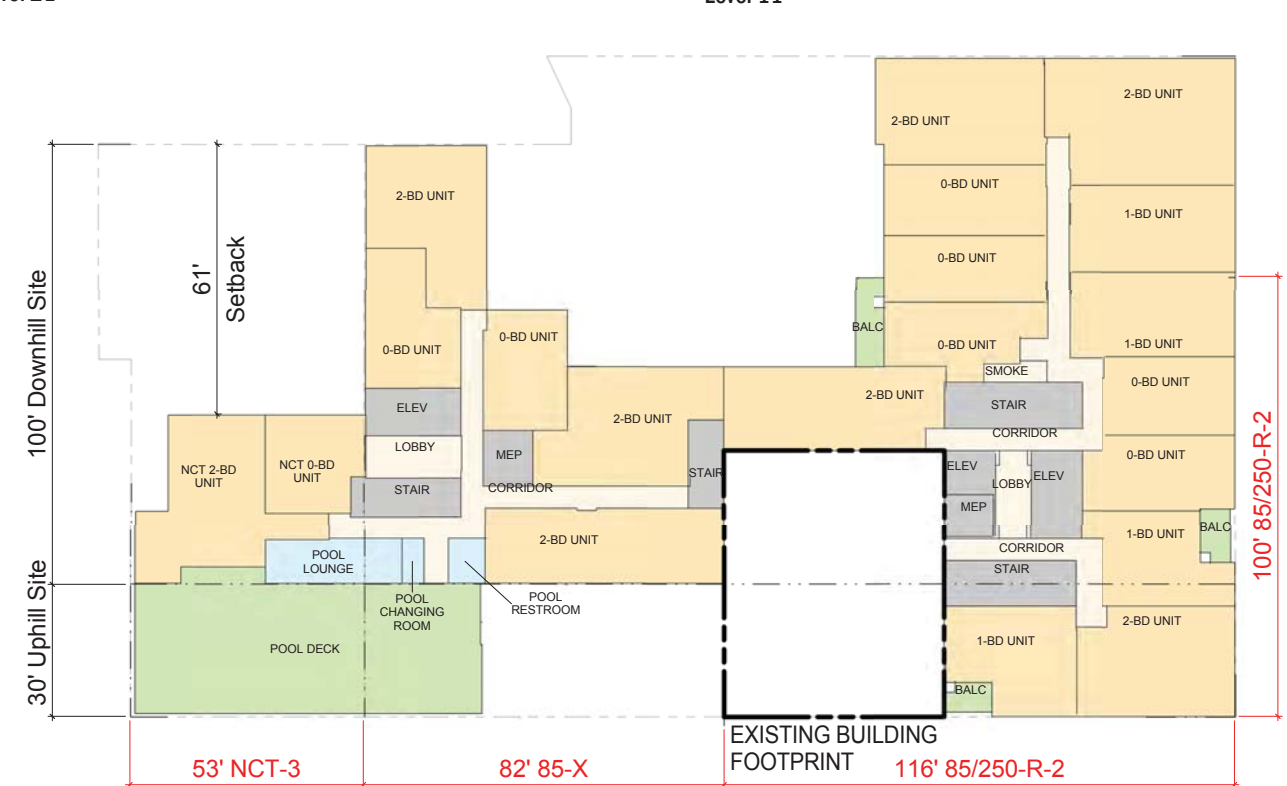 2-BD UNIT
2-BD UNIT
0-BD UNIT
2-BD UNIT
1-BD UNIT
0-BD UNIT
61'
Setback
100' Downhill Site
BALC
0-BD UNIT
0-BD UNIT
0-BD UNIT
1-BD UNIT
SMOKE
0-BD UNIT
2-BD UNIT
STAIR
ELEV
2-BD UNIT
CORRIDOR
LOBBY
MEP
NCT 2-BD
UNIT
NCT 0-BD
UNIT
STAIR
0-BD UNIT
ELEV
LOBBY
ELEV
STAIR
CORRIDOR
MEP
100' 85/250-R-2
1-BD UNIT
BALC
2-BD UNIT
CORRIDOR
POOL
LOUNGE
STAIR
POOL
CHANGING
ROOM
POOL
RESTROOM
2-BD UNIT
1-BD UNIT
POOL DECK
30' Uphill Site
BALC
EXISTING BUILDING
FOOTPRINT
53' NCT-3
82' 85-X
116' 85/250-R-2